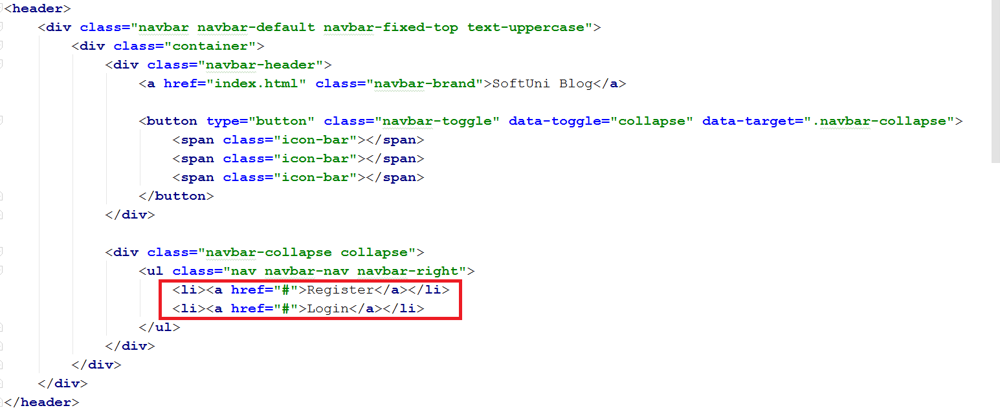 <header>
<div class="navbar navbar-default navbar-fixed-top text-uppercase">
<div class="container">
<div class="navbar-header">
<a href="index.html" class="navbar-brand">SoftUni Blog</a>
<button type="button" class="navbar-toggle" data-toggle="collapse" data-target=".navbar-collapse">
<span class="icon-bar"></span>
<span class="icon-bar"></span>
<span class="icon-bar"></span>
</button>
</div>
<div class="navbar-collapse collapse">
<ul class="nav navbar-nav navbar-right">
<li><a href="#">Register</a></li>
<li><a href="#">Login</a></li>
</ul>
</div>
</div>
</div>
</header>